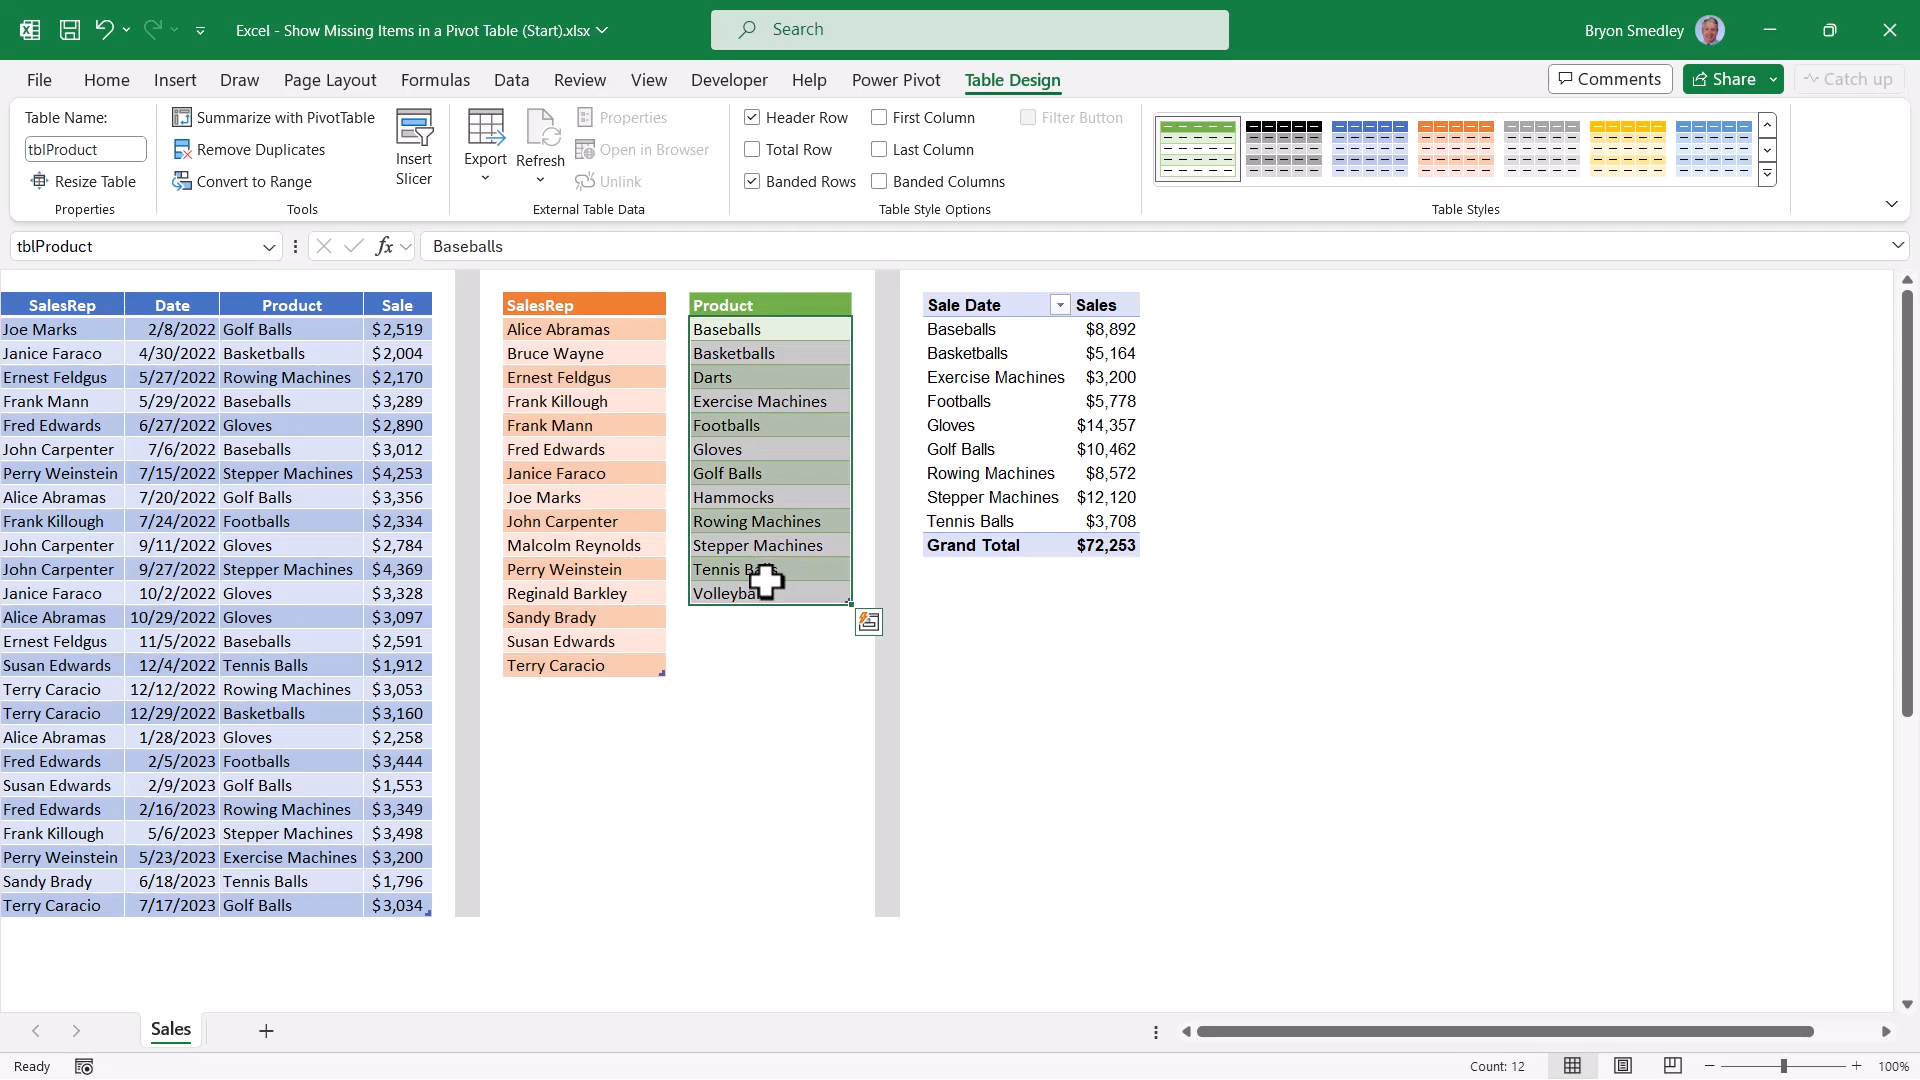 Excel - Show Missing Items in a Pivot Table (Start).xlsx
Search
Bryon Smedley
File Home Insert Draw Page Layout Formulas Data Review View Developer Help Power Pivot Table Design
Comments Share Catch up
Table Name:
tblProduct
Resize Table
Properties
Summarize with PivotTable
Remove Duplicates
Convert to Range
Insert
Slicer
Tools
Export
Refresh
Properties
Open in Browser
Unlink
External Table Data
Header Row First Column Filter Button
Total Row Last Column
Banded Rows Banded Columns
Table Style Options
Table Styles
tblProduct fx Baseballs
SalesRep Date Product Sale
Joe Marks 2/8/2022 Golf Balls $2,519
Janice Faraco 4/30/2022 Basketballs $2,004
Ernest Feldgus 5/27/2022 Rowing Machines $2,170
Frank Mann 5/29/2022 Baseballs $3,289
Fred Edwards 6/27/2022 Gloves $2,890
John Carpenter 7/6/2022 Baseballs $3,012
Perry Weinstein 7/15/2022 Stepper Machines $4,253
Alice Abramas 7/20/2022 Golf Balls $3,356
Frank Killough 7/24/2022 Footballs $2,334
John Carpenter 9/11/2022 Gloves $2,784
John Carpenter 9/27/2022 Stepper Machines $4,369
Janice Faraco 10/2/2022 Gloves $3,328
Alice Abramas 10/29/2022 Gloves $3,097
Ernest Feldgus 11/5/2022 Baseballs $2,591
Susan Edwards 12/4/2022 Tennis Balls $1,912
Terry Caracio 12/12/2022 Rowing Machines $3,053
Terry Caracio 12/29/2022 Basketballs $3,160
Alice Abramas 1/28/2023 Gloves $2,258
Fred Edwards 2/5/2023 Footballs $3,444
Susan Edwards 2/9/2023 Golf Balls $1,553
Fred Edwards 2/16/2023 Rowing Machines $3,349
Frank Killough 5/6/2023 Stepper Machines $3,498
Perry Weinstein 5/23/2023 Exercise Machines $3,200
Sandy Brady 6/18/2023 Tennis Balls $1,796
Terry Caracio 7/17/2023 Golf Balls $3,034
SalesRep
Alice Abramas
Bruce Wayne
Ernest Feldgus
Frank Killough
Frank Mann
Fred Edwards
Janice Faraco
Joe Marks
John Carpenter
Malcolm Reynolds
Perry Weinstein
Reginald Barkley
Sandy Brady
Susan Edwards
Terry Caracio
Product
Baseballs
Basketballs
Darts
Exercise Machines
Footballs
Gloves
Golf Balls
Hammocks
Rowing Machines
Stepper Machines
Tennis
Sale Date Sales
Baseballs $8,892
Basketballs $5,164
Exercise Machines $3,200
Footballs $5,778
Gloves $14,357
Golf Balls $10,462
Rowing Machines $8,572
Stepper Machines $12,120
Tennis Balls $3,708
Grand Total $72,253
Sales
Ready
Count: 12
100%